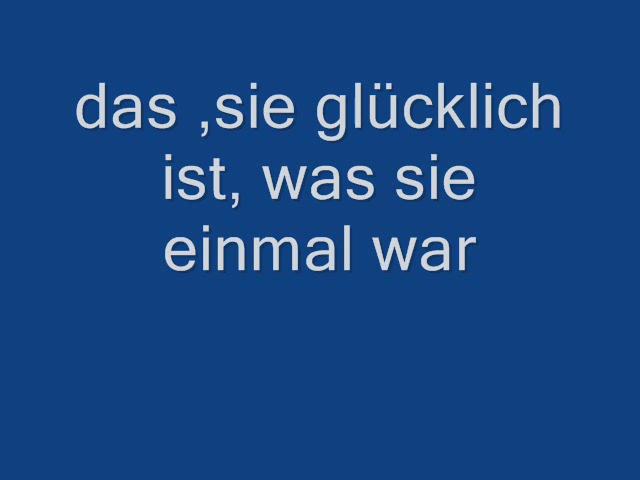 das ,sie glücklich
ist, was sie
einmal war